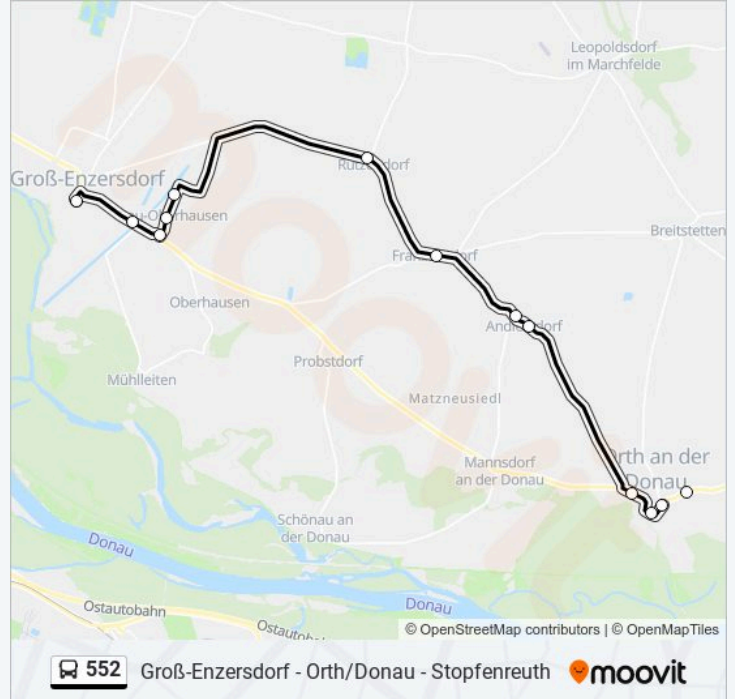 Leopoldsdorf
im Marchfelde
Groß-Enzersdorf
Breitstetten
Oberhausen
Probstdorf
Mühlleiten
Matzneusiedl
Orth an der
Donau
Mannsdorf
an der Donau
Schönau an
der Donau
Donau
Donau
Ostautobahn
© OpenStreetMap contributors | © OpenMapTiles
552 Groß-Enzersdorf - Orth/Donau - Stopfenreuth moovit